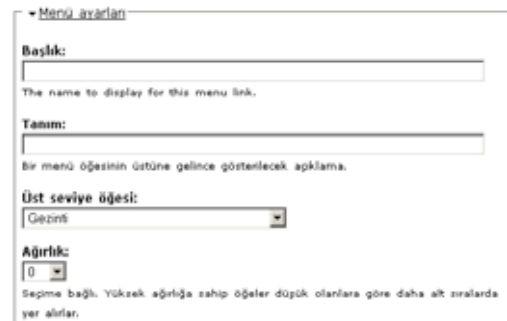 Menü ayarları
Başlık:
The name to display for this menu link.
Tanım:
Bir menü öğesinin üstüne gelince gösterilecek açıklama.
Üst seviye öğesi:
Gezinti
Ağırlık:
0
Seçime bağlı. Yüksek ağırlığa sahip öğeler düşük olanlara göre daha alt sıralarda
yer alırlar.